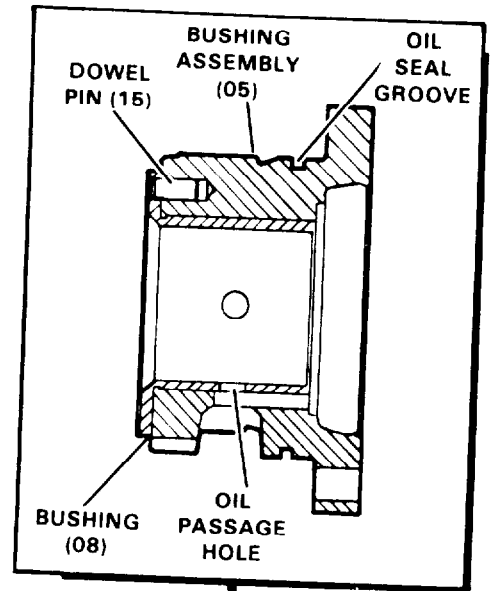 BUSHING
ASSEMBLY
(05)
OIL
SEAL
GROOVE
DOWEL
PIN (15)
BUSHING
(08)
OIL
PASSAGE
HOLE